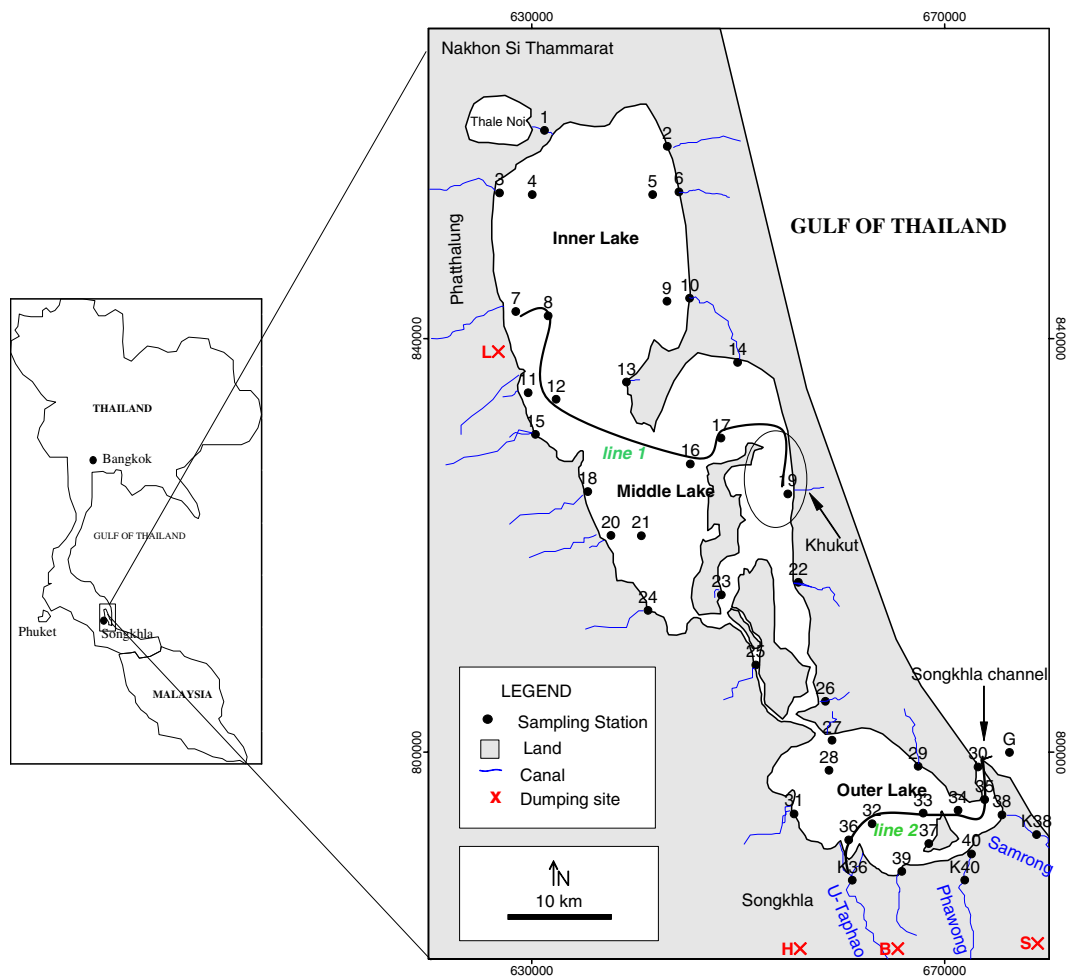 630000
670000
Nakhon Si Thammarat
Thale Noi
1
2
3
4
5
6
Inner Lake
GULF OF THAILAND
Phatthalung
7
8
9
10
840000
840000
L
14
13
11
12
15
17
line 1
16
18
Middle Lake
19
20
21
Khukut
22
23
24
25
26
27
28
29
Songkhla channel
30
G
800000
800000
Outer Lake
31
32
33
34
35
38
K38
line 2
36
37
39
40
K36
K40
Samrong
U-Taphao
Phawong
Songkhla
H
B
S
630000
670000
THAILAND
Bangkok
GULF OF THAILAND
Phuket
Songkhla
MALAYSIA
LEGEND
Sampling Station
Land
Canal
X Dumping site
N
10 km